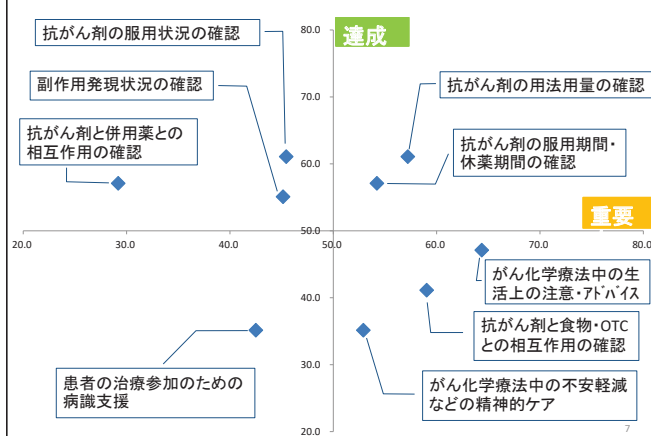 抗がん剤の服用状況の確認
80.0
達成
副作用発現状況の確認
70.0
抗がん剤の用法用量の確認
抗がん剤と併用薬との
相互作用の確認
60.0
抗がん剤の服用期間・
休薬期間の確認
重要
20.0 30.0 40.0 50.0 50.0 60.0 70.0 80.0
がん化学療法中の生
活上の注意・ｱﾄﾞﾊﾞｲｽ
40.0
抗がん剤と食物・OTC
との相互作用の確認
30.0
患者の治療参加のための
病識支援
がん化学療法中の不安軽減
などの精神的ケア
20.0
7